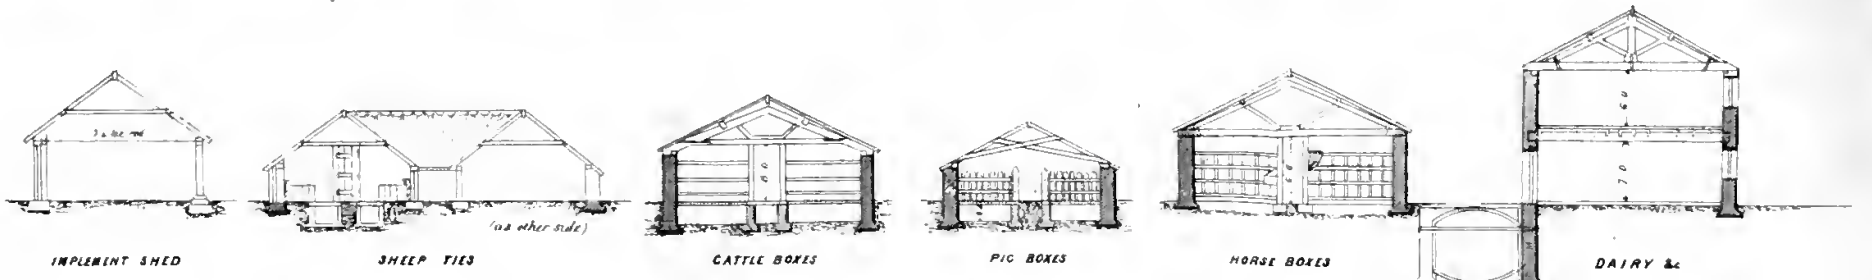 (as other side)
IMPLEMENT SHED
SHEEP TIES
CATTLE BOXES
PIG BOXES
HORSE BOXES
DAIRY &c